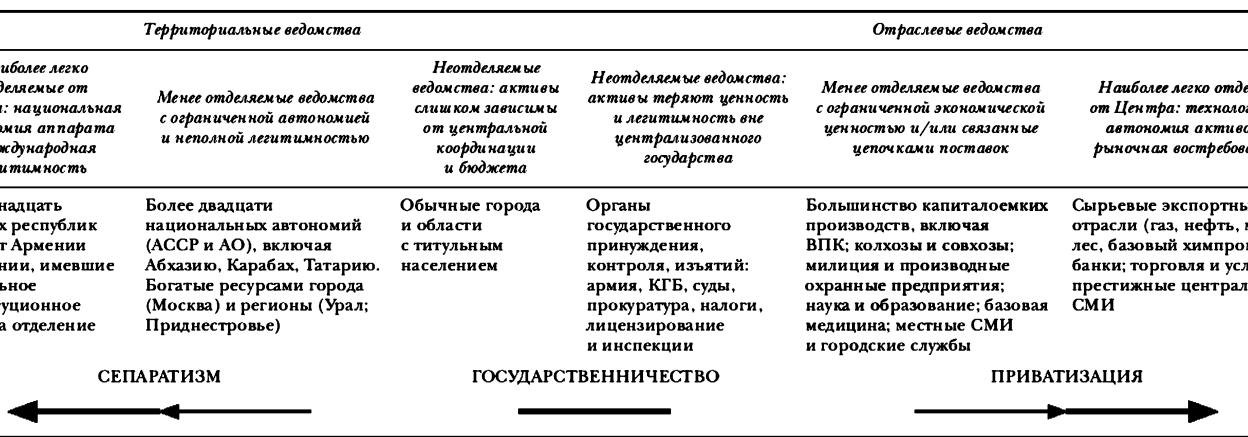 Территориальные ведомства
Отраслевые ведомства
иболее легко
деляемые от
: национальная
омия аппарата
ждународная
итимность
Менее отделяемые ведомства
с ограниченной автономией
и неполной легитимностью
Неотделяемые
ведомства: активы
слишком зависимы
от центральной
координации
и бюджета
Неотделяемые ведомства:
активы теряют ценность
и легитимность вне
централизованного
государства
Менее отделяемые ведомства
с ограниченной экономической
ценностью и/или связанные
цепочками поставок
Наиболее легко отде
от Центра: технолог
автономия активо
рыночная востребова
надцать
х республик
т Армении
нии, имевшие
льное
уционное
а отделение
Более двадцати
национальных автономий
(АССР и АО), включая
Абхазию, Карабах, Татарию.
Богатые ресурсами города
(Москва) и регионы (Урал;
Приднестровье)
Обычные города
и области
с титульным
населением
Органы
государственного
принуждения,
контроля, изъятий:
армия, КГБ, суды,
прокуратура, налоги,
лицензирование
и инспекции
Большинство капиталоемких
производств, включая
ВПК; колхозы и совхозы;
милиция и производные
охранные предприятия;
наука и образование; базовая
медицина; местные СМИ
и городские службы
Сырьевые экспортны
отрасли (газ, нефть,
лес, базовый химпро
банки; торговля и усл
престижные централ
СМИ
СЕПАРАТИЗМ
ГОСУДАРСТВЕННИЧЕСТВО
ПРИВАТИЗАЦИЯ